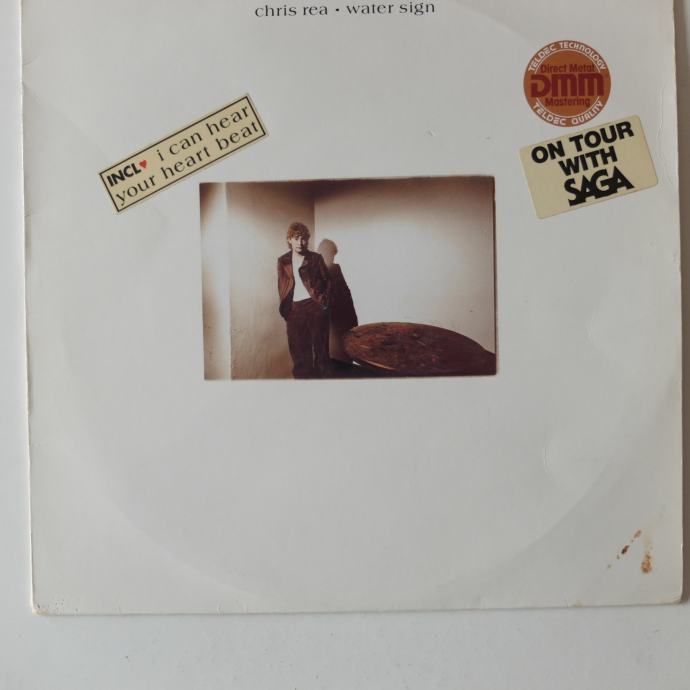 chris rea • water sign
TELDEC TECHNOLOGY
Direct Metal
DMM
Mastering
TELDEC QUALITY
INCL♥ i can hear
your heart beat
ON TOUR
WITH
SAGA